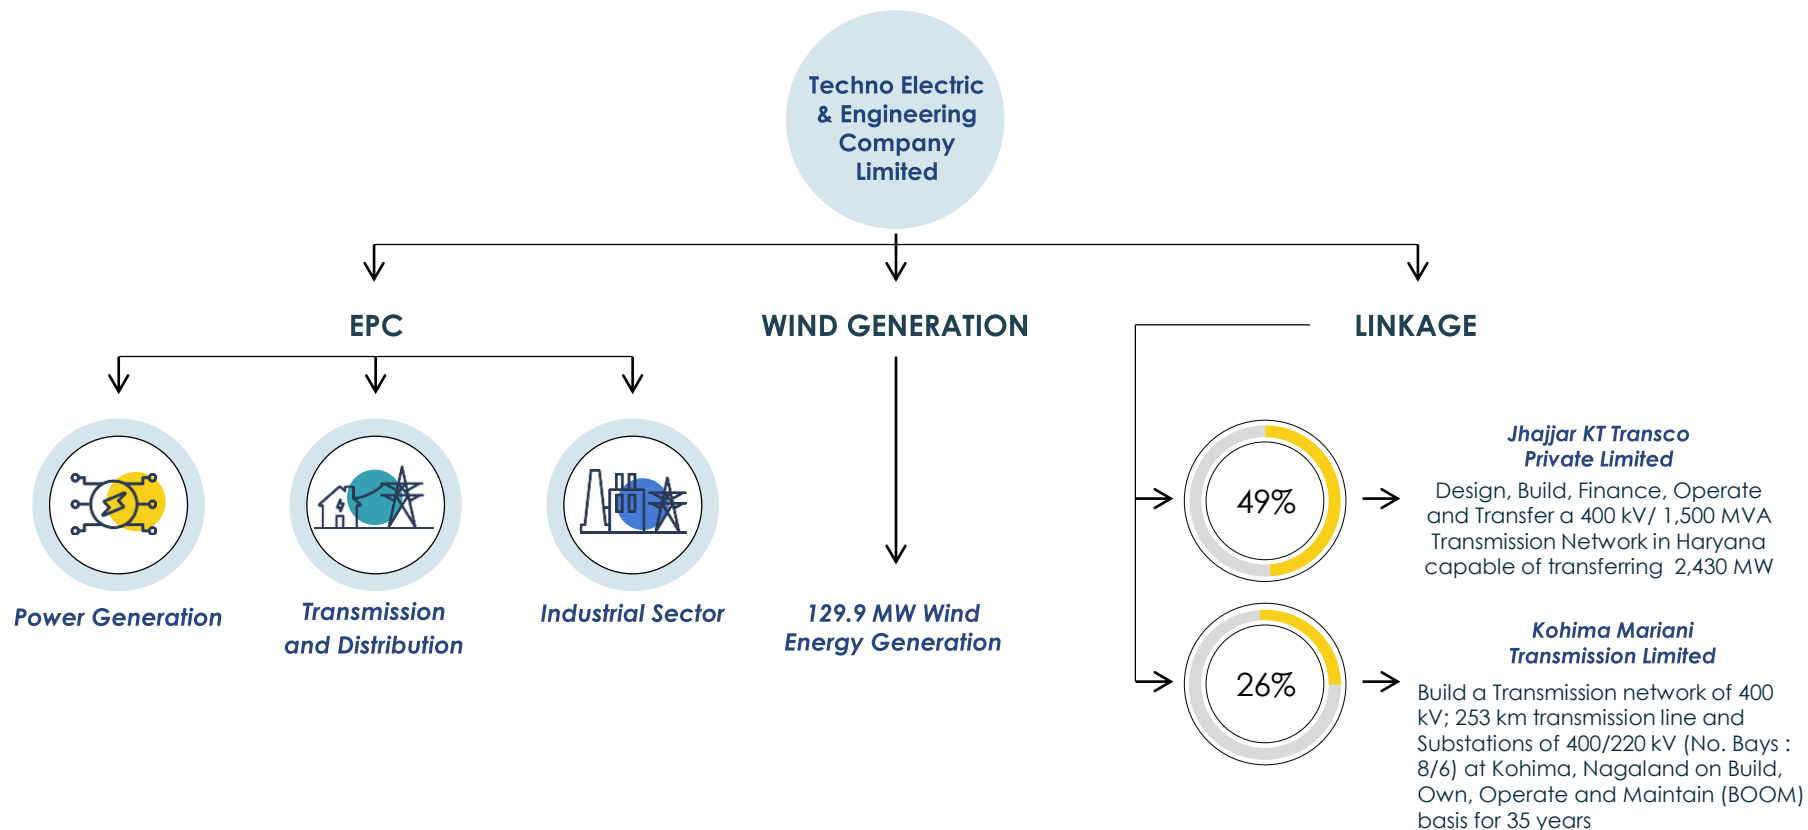 Techno Electric
& Engineering
Company
Limited
EPC
WIND GENERATION
LINKAGE
Power Generation
Transmission
and Distribution
Industrial Sector
129.9 MW Wind
Energy Generation
49%
Jhajjar KT Transco
Private Limited
Design, Build, Finance, Operate
and Transfer a 400 kV/ 1,500 MVA
Transmission Network in Haryana
capable of transferring 2,430 MW
26%
Kohima Mariani
Transmission Limited
Build a Transmission network of 400
kV; 253 km transmission line and
Substations of 400/220 kV (No. Bays :
8/6) at Kohima, Nagaland on Build,
Own, Operate and Maintain (BOOM)
basis for 35 years